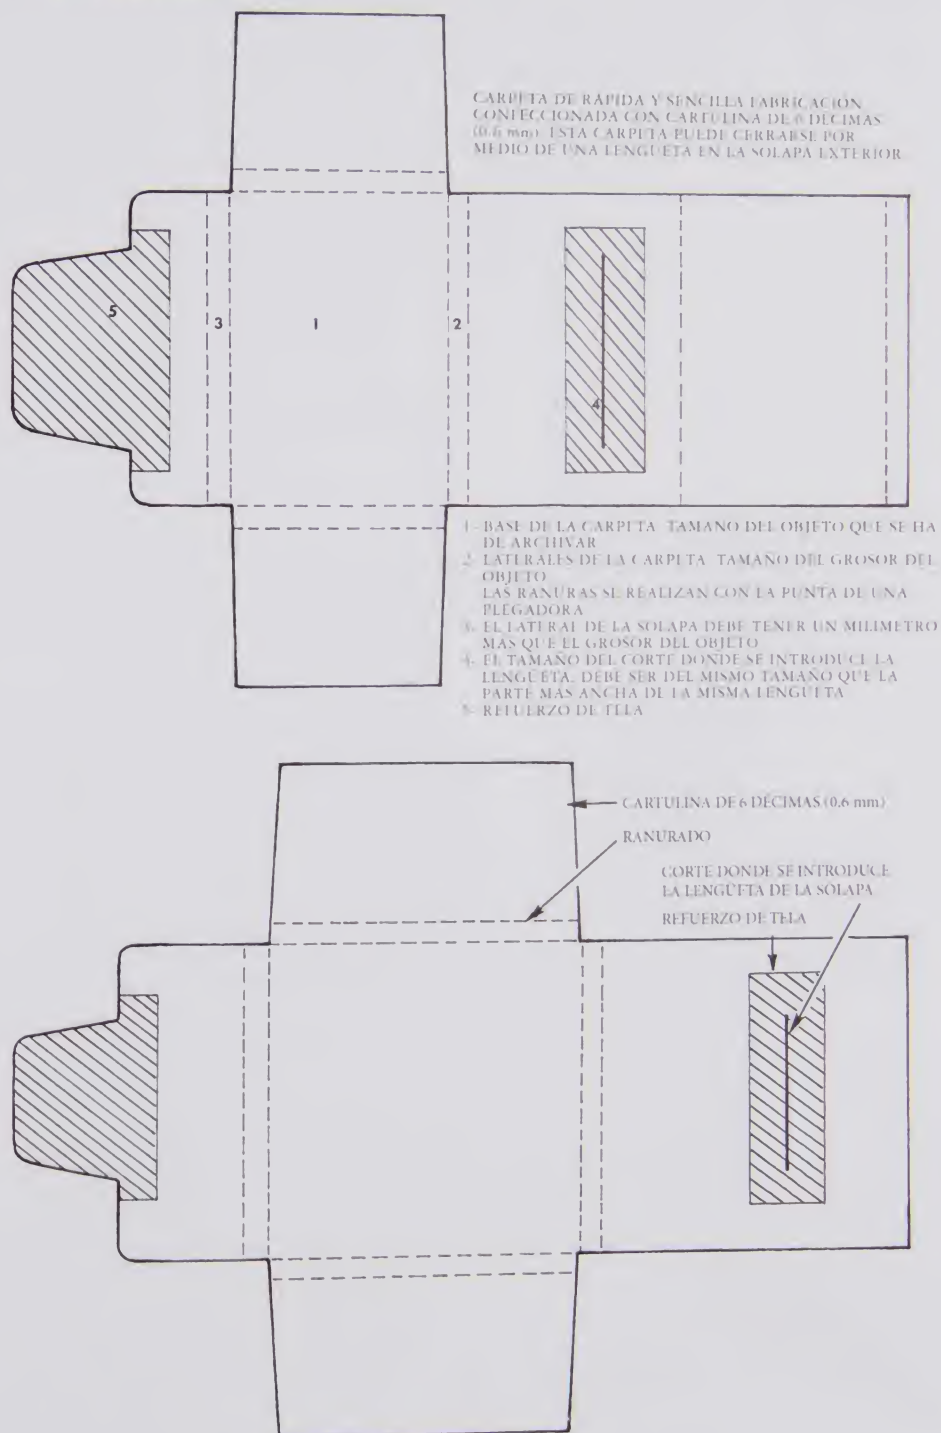 CARPETA DE RÁPIDA Y SENCILLA FABRICACIÓN
CONFECCIONADA CON CARTULINA DE 6 DÉCIMAS
(0.6 mm). ESTA CARPETA PUEDE CERRARSE POR
MEDIO DE UNA LENGÜETA EN LA SOLAPA EXTERIOR
5
3
1
2
4
1- BASE DE LA CARPETA TAMAÑO DEL OBJETO QUE SE HA
DE ARCHIVAR
2- LATERALES DE LA CARPETA TAMAÑO DEL GROSOR DEL
OBJETO
LAS RANURAS SE REALIZAN CON LA PUNTA DE UNA
PLEGADORA
3- EL LATERAL DE LA SOLAPA DEBE TENER UN MILÍMETRO
MÁS QUE EL GROSOR DEL OBJETO
4- EL TAMAÑO DEL CORTE DONDE SE INTRODUCE LA
LENGÜETA, DEBE SER DEL MISMO TAMAÑO QUE LA
PARTE MÁS ANCHA DE LA MISMA LENGÜETA
5- REFUERZO DE TELA
CARTULINA DE 6 DÉCIMAS (0.6 mm)
RANURADO
CORTE DONDE SE INTRODUCE
LA LENGÜETA DE LA SOLAPA
REFUERZO DE TELA